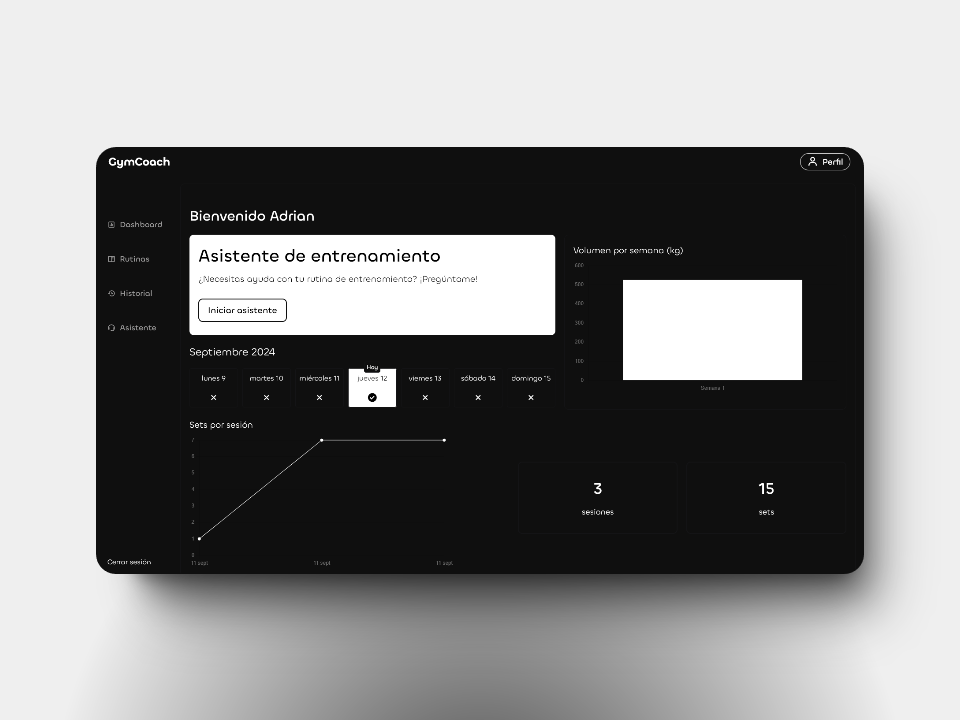 GymCoach
Perfil
Dashboard
Rutinas
Historial
Asistente
Cerrar sesión
Bienvenido Adrian
Asistente de entrenamiento
¿Necesitas ayuda con tu rutina de entrenamiento? ¡Pregúntame!
Iniciar asistente
Volumen por semana (kg)
600
500
400
300
200
100
0
Semana 1
Septiembre 2024
Hoy
lunes 9 martes 10 miércoles 11 jueves 12 viernes 13 sábado 14 domingo 15
Sets por sesión
7
6
5
4
3
2
1
0
11 sept 11 sept 11 sept
3
sesiones
15
sets